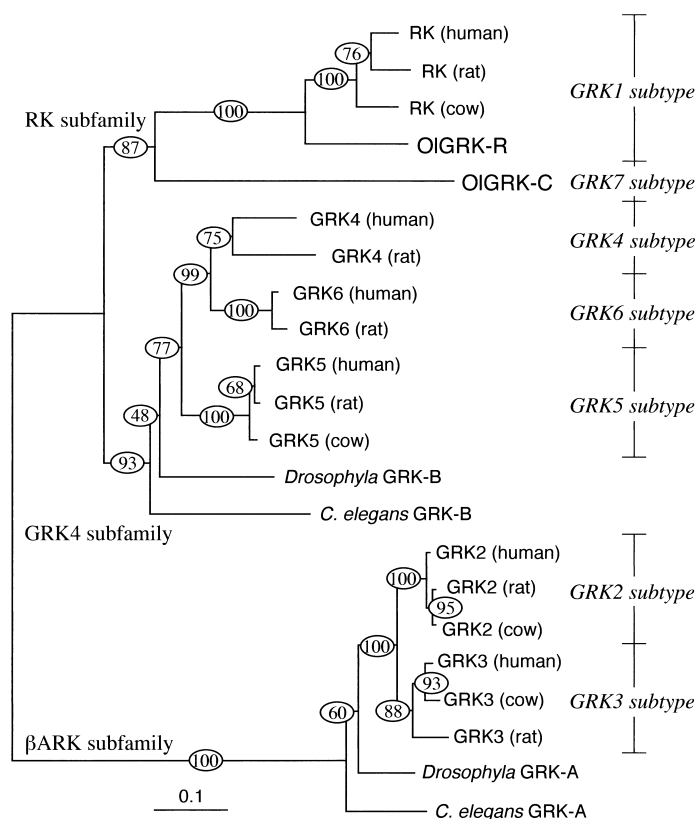 RK (human)
76
100
RK (rat)
GRK1 subtype
RK (cow)
100
RK subfamily
OlGRK-R
87
OlGRK-C
GRK7 subtype
GRK4 (human)
75
GRK4 subtype
GRK4 (rat)
99
GRK6 (human)
100
GRK6 subtype
GRK6 (rat)
77
GRK5 (human)
68
GRK5 (rat)
GRK5 subtype
48
100
GRK5 (cow)
93
Drosophyla GRK-B
C. elegans GRK-B
GRK4 subfamily
GRK2 (human)
100
GRK2 (rat)
GRK2 subtype
95
GRK2 (cow)
100
GRK3 (human)
93
GRK3 (cow)
GRK3 subtype
60
88
GRK3 (rat)
βARK subfamily
100
Drosophyla GRK-A
0.1
C. elegans GRK-A